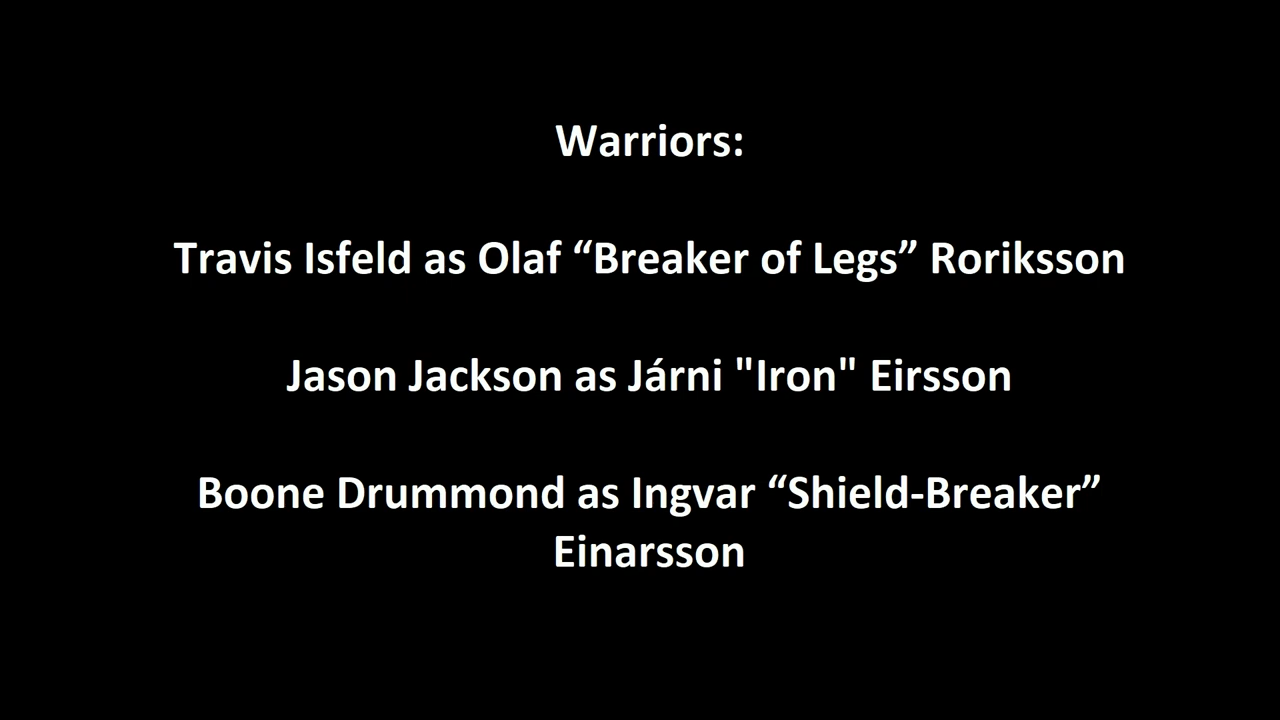 Warriors:
Travis Isfeld as Olaf “Breaker of Legs” Roriksson
Jason Jackson as Járni "Iron" Eirsson
Boone Drummond as Ingvar “Shield-Breaker”
Einarsson